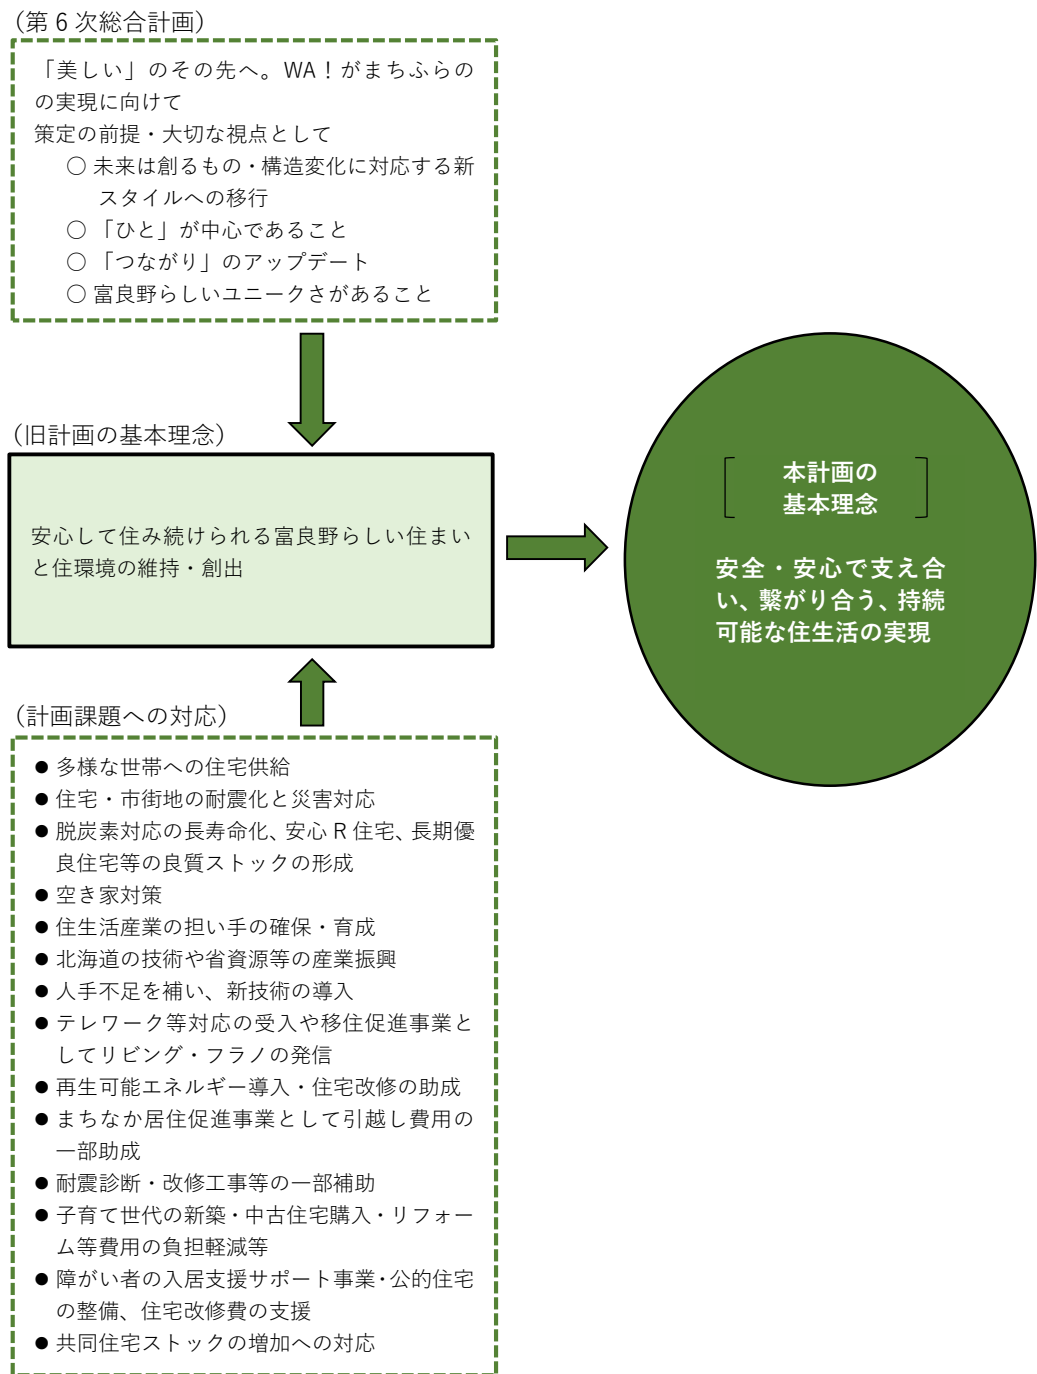 （第６次総合計画）
「美しい」のその先へ。WA！がまちふらの
の実現に向けて
策定の前提・大切な視点として
○ 未来は創るもの・構造変化に対応する新
スタイルへの移行
○ 「ひと」が中心であること
○ 「つながり」のアップデート
○ 富良野らしいユニークさがあること
（旧計画の基本理念）
安心して住み続けられる富良野らしい住まい
と住環境の維持・創出
本計画の
基本理念
安全・安心で支え合
い、繋がり合う、持続
可能な住生活の実現
（計画課題への対応）
● 多様な世帯への住宅供給
● 住宅・市街地の耐震化と災害対応
● 脱炭素対応の長寿命化、安心 R 住宅、長期優
良住宅等の良質ストックの形成
● 空き家対策
● 住生活産業の担い手の確保・育成
● 北海道の技術や省資源等の産業振興
● 人手不足を補い、新技術の導入
● テレワーク等対応の受入や移住促進事業と
してリビング・フラノの発信
● 再生可能エネルギー導入・住宅改修の助成
● まちなか居住促進事業として引越し費用の
一部助成
● 耐震診断・改修工事等の一部補助
● 子育て世代の新築・中古住宅購入・リフォー
ム等費用の負担軽減等
● 障がい者の入居支援サポート事業・公的住宅
の整備、住宅改修費の支援
● 共同住宅ストックの増加への対応